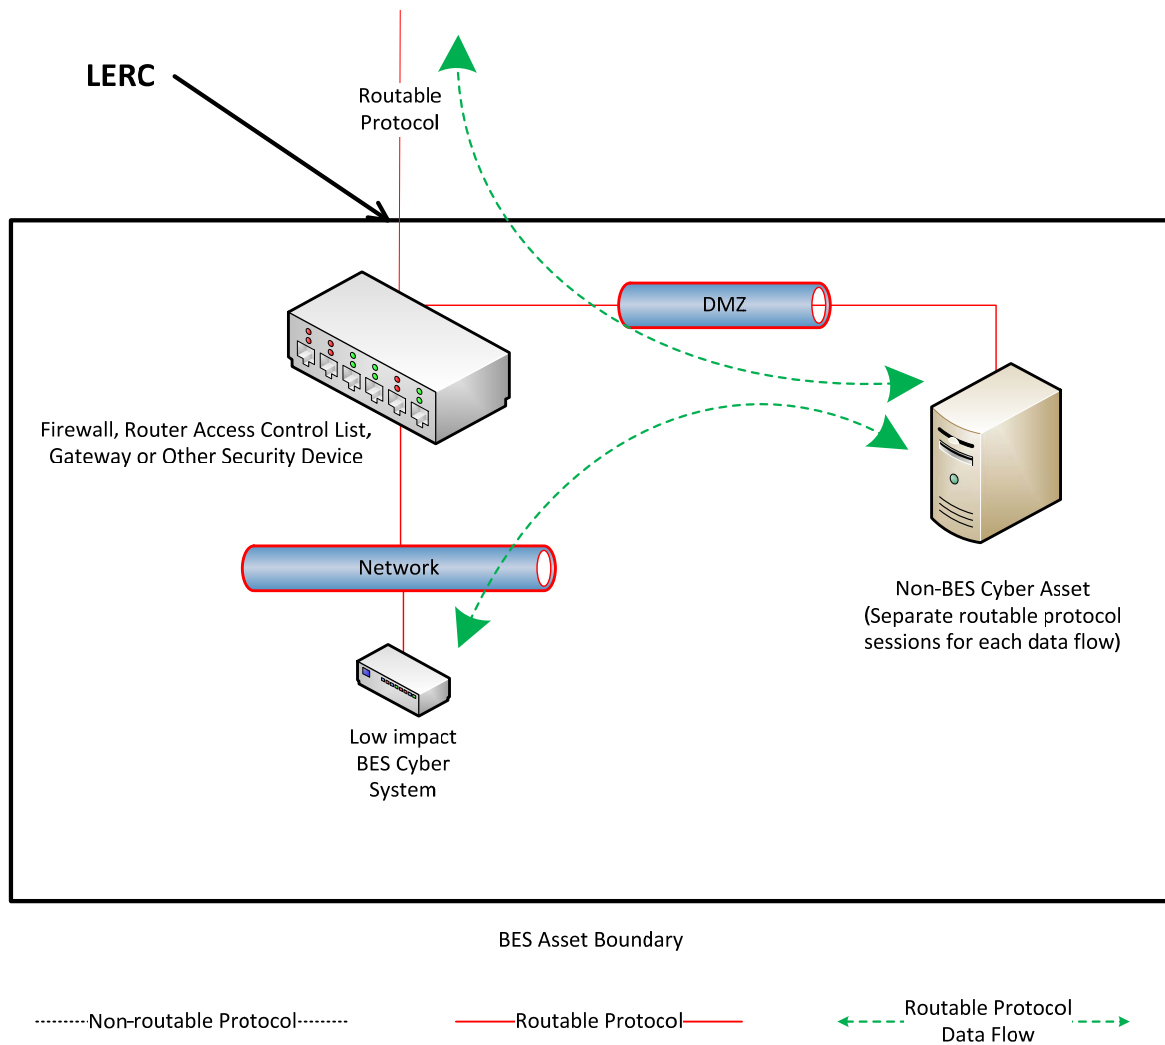 LERC
Routable
Protocol
DMZ
Firewall, Router Access Control List,
Gateway or Other Security Device
Network
Non-BES Cyber Asset
(Separate routable protocol
sessions for each data flow)
Low impact
BES Cyber
System
BES Asset Boundary
Non-routable Protocol
Routable Protocol
Routable Protocol
Data Flow